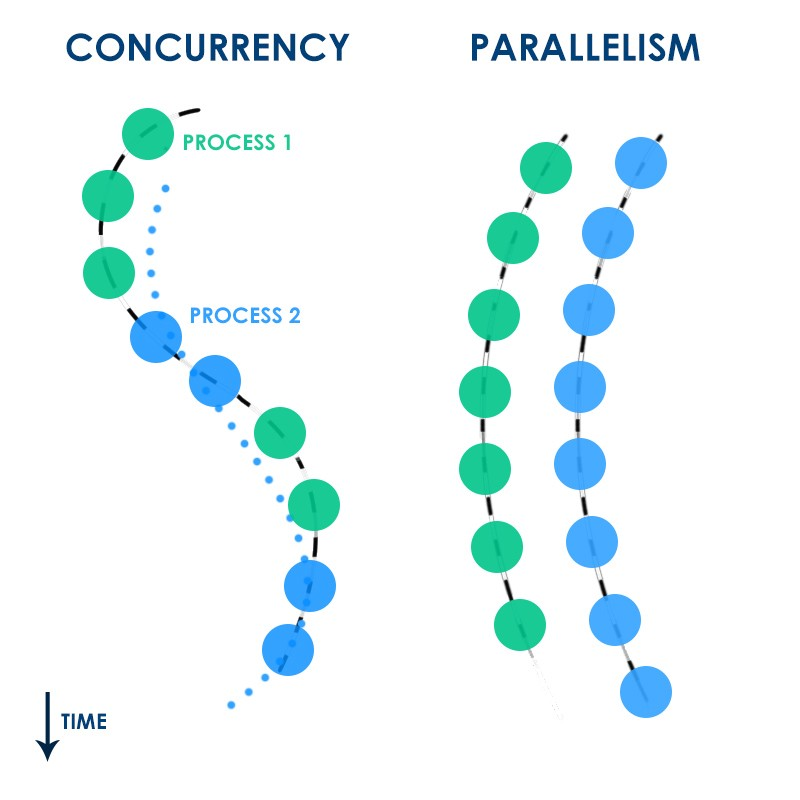 CONCURRENCY
PARALLELISM
PROCESS 1
PROCESS 2
TIME